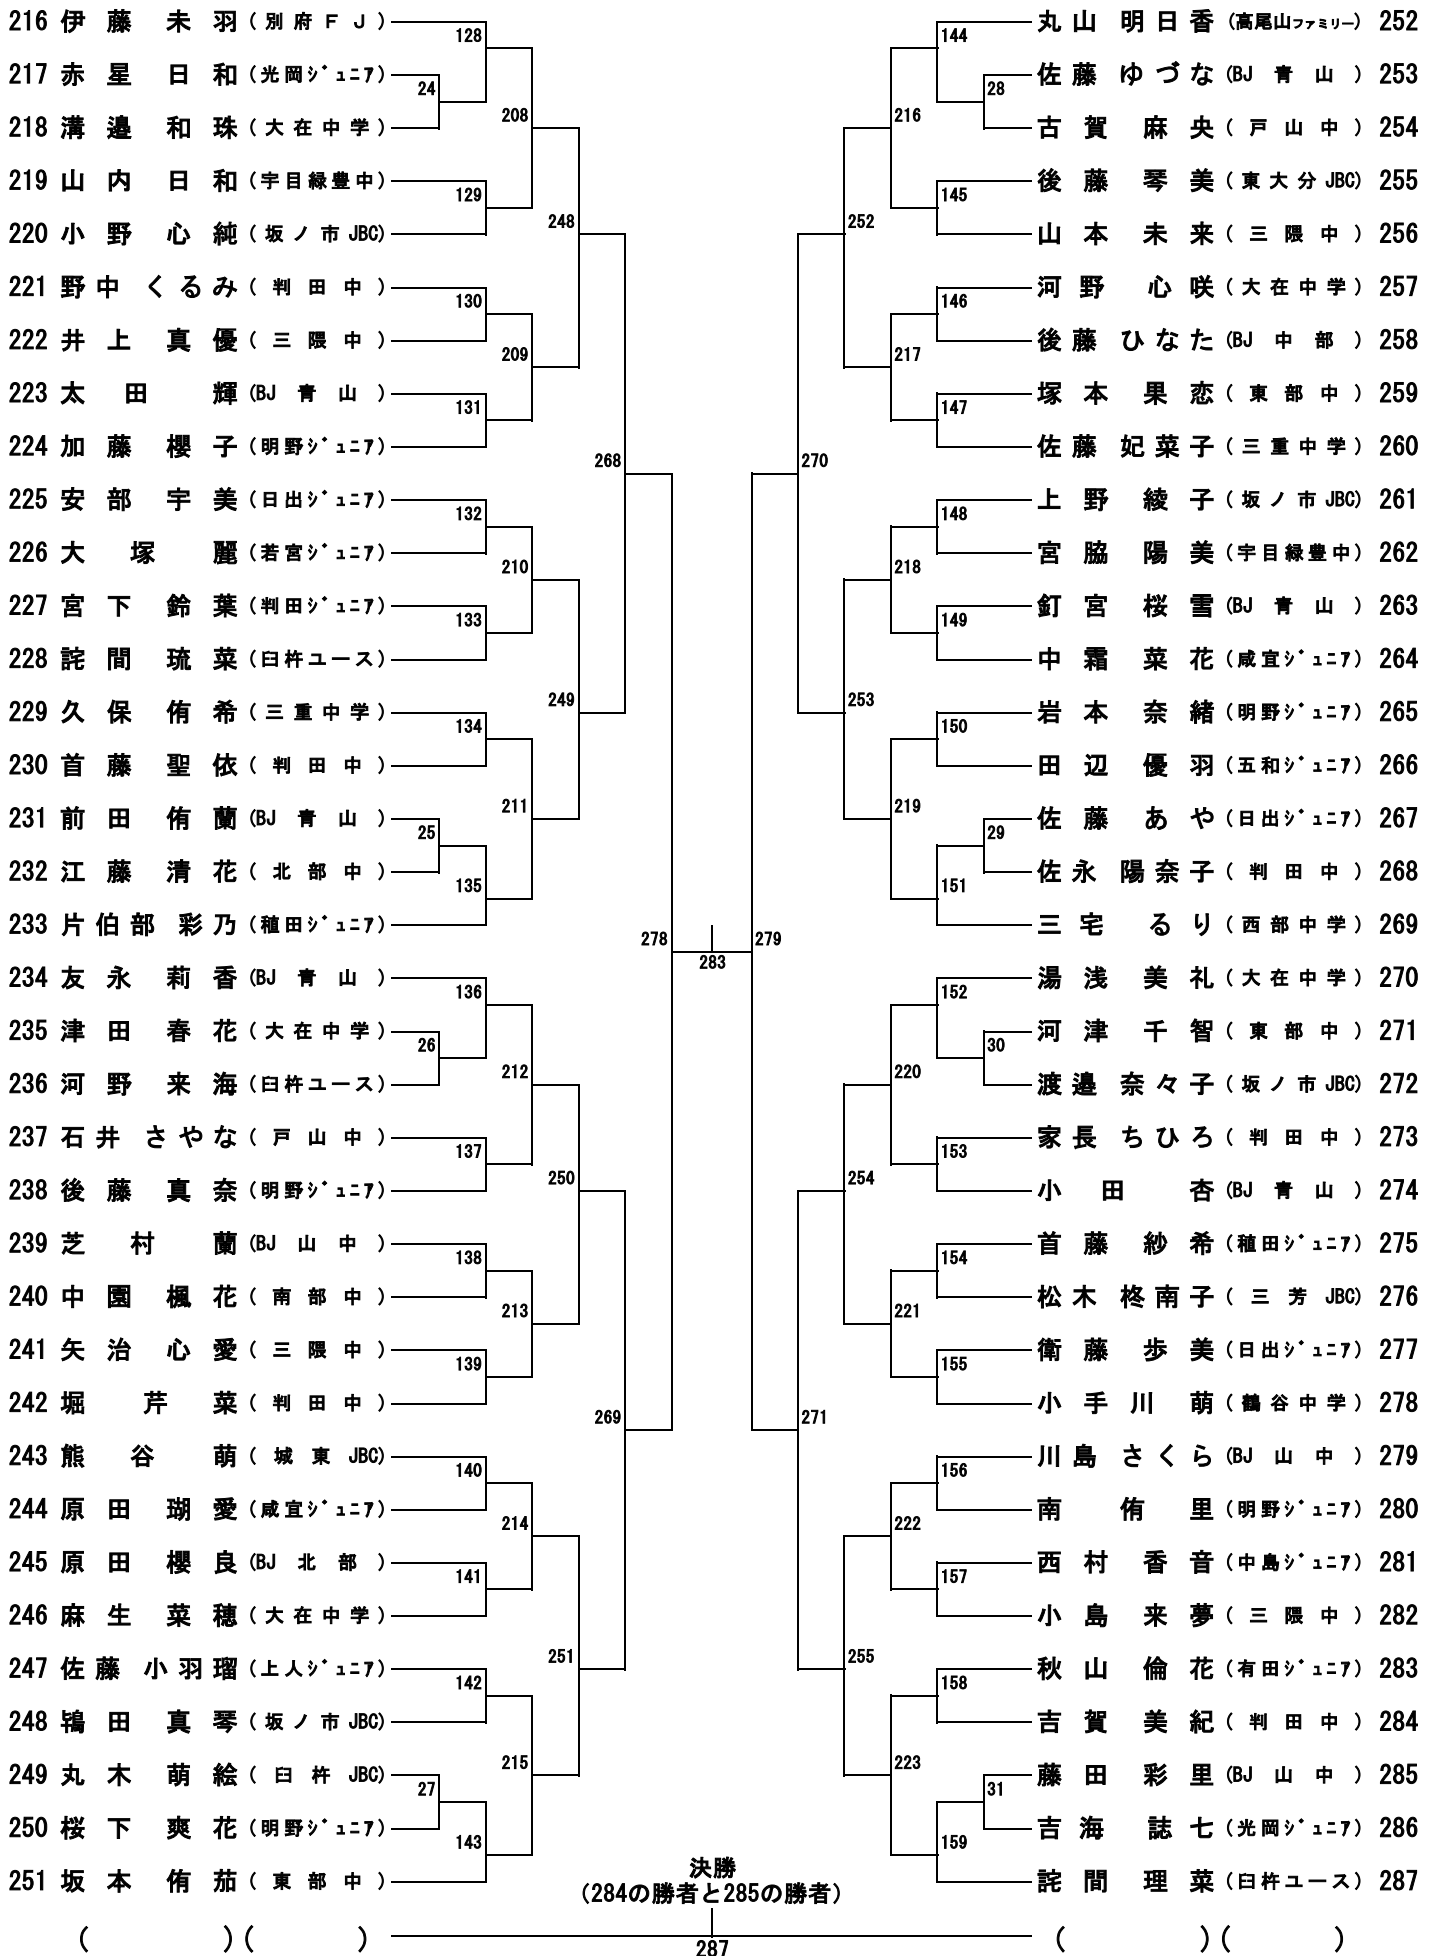 216 伊藤 未羽 (別府FJ)
217 赤星 日和 (光岡ジュニア)
218 溝邉 和珠 (大在中学)
219 山内 日和 (宇目緑豊中)
220 小野 心純 (坂ノ市JBC)
221 野中 くるみ (判田中)
222 井上 真優 (三隈中)
223 太田 輝 (BJ青山)
224 加藤 櫻子 (明野ジュニア)
225 安部 宇美 (日出ジュニア)
226 大塚 麗 (若宮ジュニア)
227 宮下 鈴葉 (判田ジュニア)
228 詫間 琉菜 (臼杵ユース)
229 久保 侑希 (三重中学)
230 首藤 聖依 (判田中)
231 前田 侑蘭 (BJ青山)
232 江藤 清花 (北部中)
233 片伯部 彩乃 (稙田ジュニア)
234 友永 莉香 (BJ青山)
235 津田 春花 (大在中学)
236 河野 来海 (臼杵ユース)
237 石井 さやな (戸山中)
238 後藤 真奈 (明野ジュニア)
239 芝村 蘭 (BJ山中)
240 中園 楓花 (南部中)
241 矢治 心愛 (三隈中)
242 堀 芹菜 (判田中)
243 熊谷 萌 (城東JBC)
244 原田 瑚愛 (咸宜ジュニア)
245 原田 櫻良 (BJ北部)
246 麻生 菜穂 (大在中学)
247 佐藤 小羽瑠 (上人ジュニア)
248 鴇田 真琴 (坂ノ市JBC)
249 丸木 萌絵 (臼杵JBC)
250 桜下 爽花 (明野ジュニア)
251 坂本 侑茄 (東部中)
( ) ( )
128
24
208
129
248
130
209
131
268
132
210
133
249
134
211
25
135
278
136
26
212
137
250
138
213
139
269
140
214
141
251
142
215
27
143
283
決勝
(284の勝者と285の勝者)
287
279
144
28
216
145
252
146
217
147
270
148
218
149
253
150
219
29
151
152
30
220
153
254
154
221
155
271
156
222
157
255
158
223
31
159
丸山 明日香 (高尾山ファミリー) 252
佐藤 ゆづな (BJ青山) 253
古賀 麻央 (戸山中) 254
後藤 琴美 (東大分JBC) 255
山本 未来 (三隈中) 256
河野 心咲 (大在中学) 257
後藤 ひなた (BJ中部) 258
塚本 果恋 (東部中) 259
佐藤 妃菜子 (三重中学) 260
上野 綾子 (坂ノ市JBC) 261
宮脇 陽美 (宇目緑豊中) 262
釘宮 桜雪 (BJ青山) 263
中霜 菜花 (咸宜ジュニア) 264
岩本 奈緒 (明野ジュニア) 265
田辺 優羽 (五和ジュニア) 266
佐藤 あや (日出ジュニア) 267
佐永 陽奈子 (判田中) 268
三宅 るり (西部中学) 269
湯浅 美礼 (大在中学) 270
河津 千智 (東部中) 271
渡邉 奈々子 (坂ノ市JBC) 272
家長 ちひろ (判田中) 273
小田 杏 (BJ青山) 274
首藤 紗希 (稙田ジュニア) 275
松木 柊南子 (三芳JBC) 276
衛藤 歩美 (日出ジュニア) 277
小手川 萌 (鶴谷中学) 278
川島 さくら (BJ山中) 279
南 侑里 (明野ジュニア) 280
西村 香音 (中島ジュニア) 281
小島 来夢 (三隈中) 282
秋山 倫花 (有田ジュニア) 283
吉賀 美紀 (判田中) 284
藤田 彩里 (BJ山中) 285
吉海 誌七 (光岡ジュニア) 286
詫間 理菜 (臼杵ユース) 287
( ) ( )